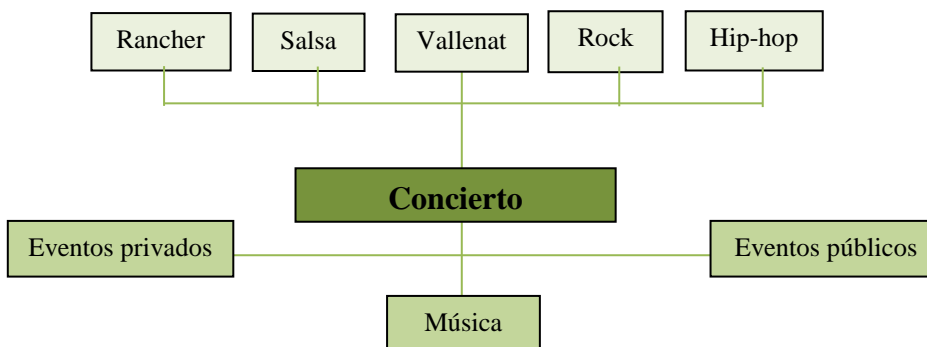 Rancher
Salsa
Vallenat
Rock
Hip-hop
Concierto
Eventos privados
Eventos públicos
Música